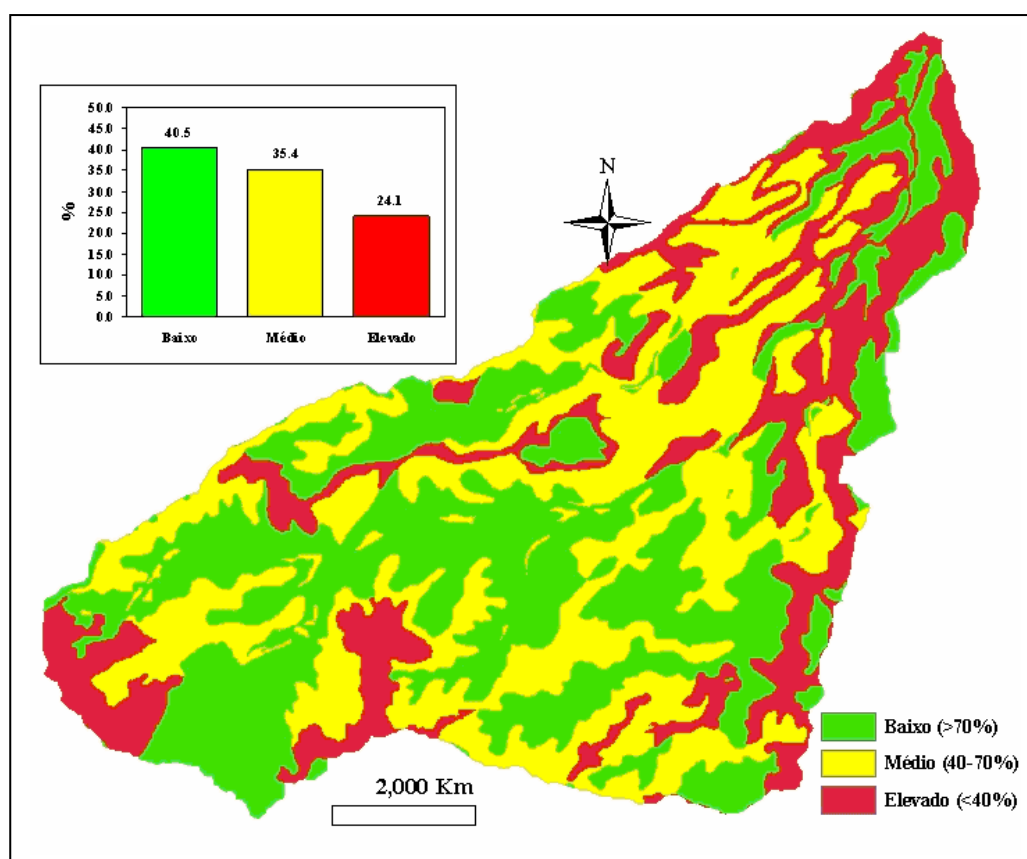 50.0
45.0
40.0
35.0
30.0
25.0
20.0
15.0
10.0
5.0
0.0
%
40.5
35.4
24.1
Baixo
Médio
Elevado
N
Baixo (>70%)
Médio (40-70%)
Elevado (<40%)
2,000 Km